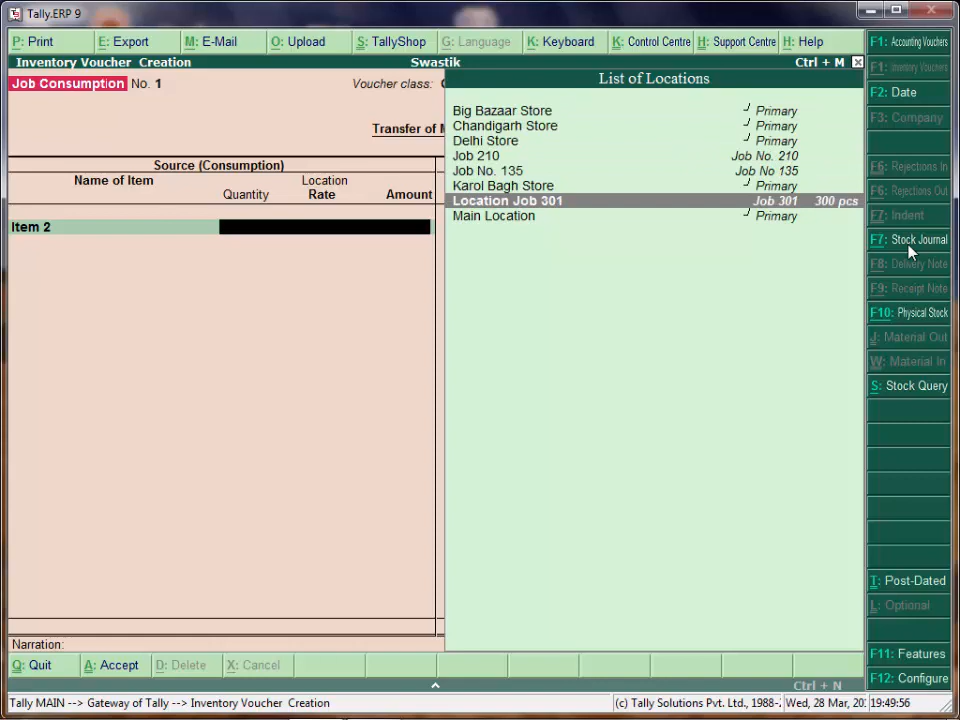 Tally.ERP 9
P: Print E: Export M: E-Mail O: Upload S: TallyShop G: Language K: Keyboard K: Control Centre H: Support Centre H: Help
Inventory Voucher Creation Swastik Ctrl + M
Job Consumption No. 1 Voucher class:
Transfer of
Source (Consumption)
Name of Item Location
Quantity Rate Amount
Item 2
List of Locations
Big Bazaar Store Primary
Chandigarh Store Primary
Delhi Store Primary
Job 210 Job No. 210
Job No. 135 Job No 135
Karol Bagh Store Primary
Location Job 301 Job 301 300 pcs
Main Location Primary
F1: Accounting Vouchers
F1: Inventory Vouchers
F2: Date
F3: Company
F6: Rejections In
F6: Rejections Out
F7: Indent
F7: Stock Journal
F8: Delivery Note
F9: Receipt Note
F10: Physical Stock
J: Material Out
W: Material In
S: Stock Query
T: Post-Dated
L: Optional
F11: Features
F12: Configure
Narration:
Q: Quit A: Accept D: Delete X: Cancel
Ctrl + N
Tally MAIN --> Gateway of Tally --> Inventory Voucher Creation (c) Tally Solutions Pvt. Ltd., 1988- Wed, 28 Mar, 201 19:49:56